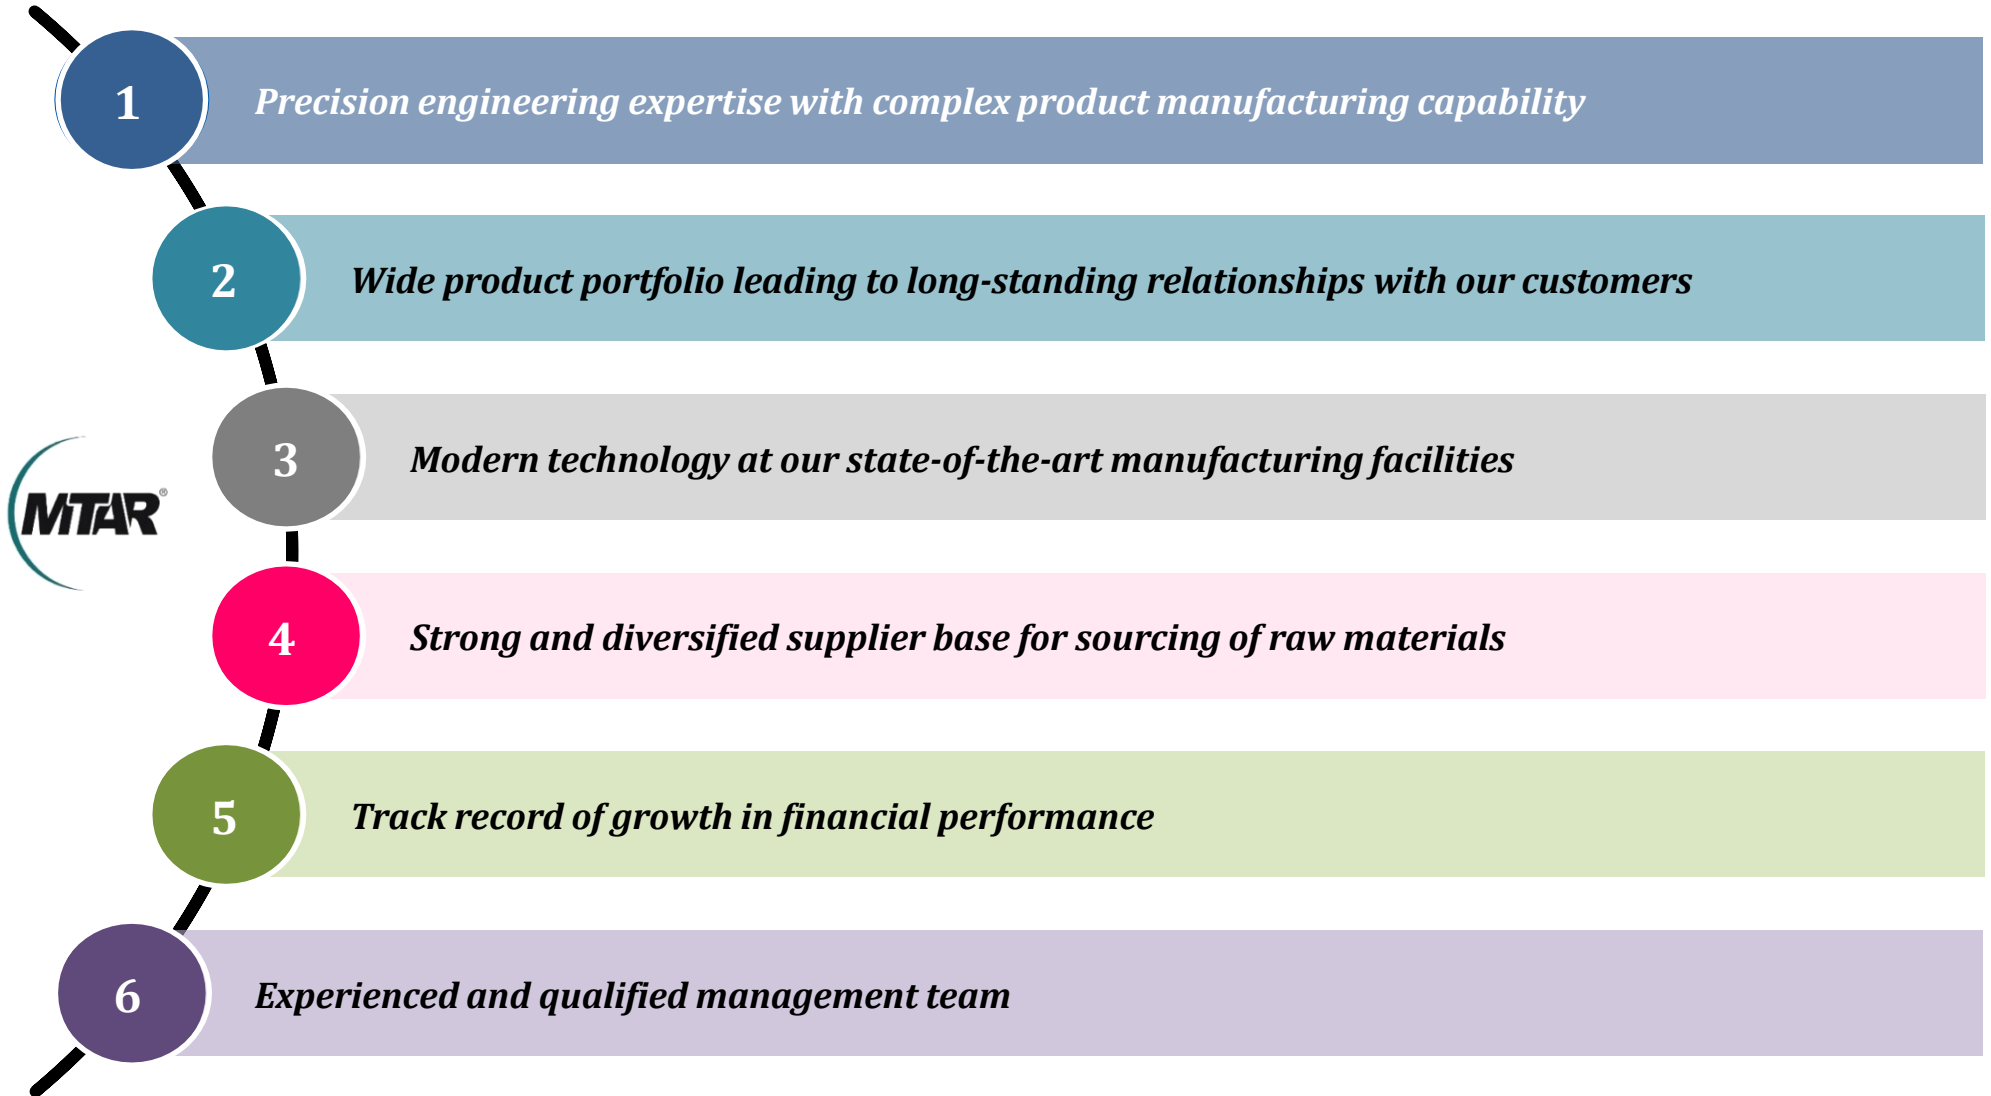 1
Precision engineering expertise with complex product manufacturing capability
2
Wide product portfolio leading to long-standing relationships with our customers
3
Modern technology at our state-of-the-art manufacturing facilities
MTAR®
4
Strong and diversified supplier base for sourcing of raw materials
5
Track record of growth in financial performance
6
Experienced and qualified management team